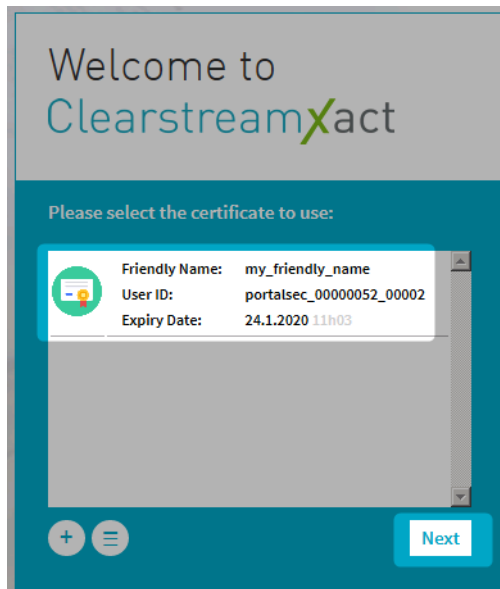 Welcome to
ClearstreamXact
Please select the certificate to use:
Friendly Name: my_friendly_name
User ID: portalsec_00000052_00002
Expiry Date: 24.1.2020 11h03
Next